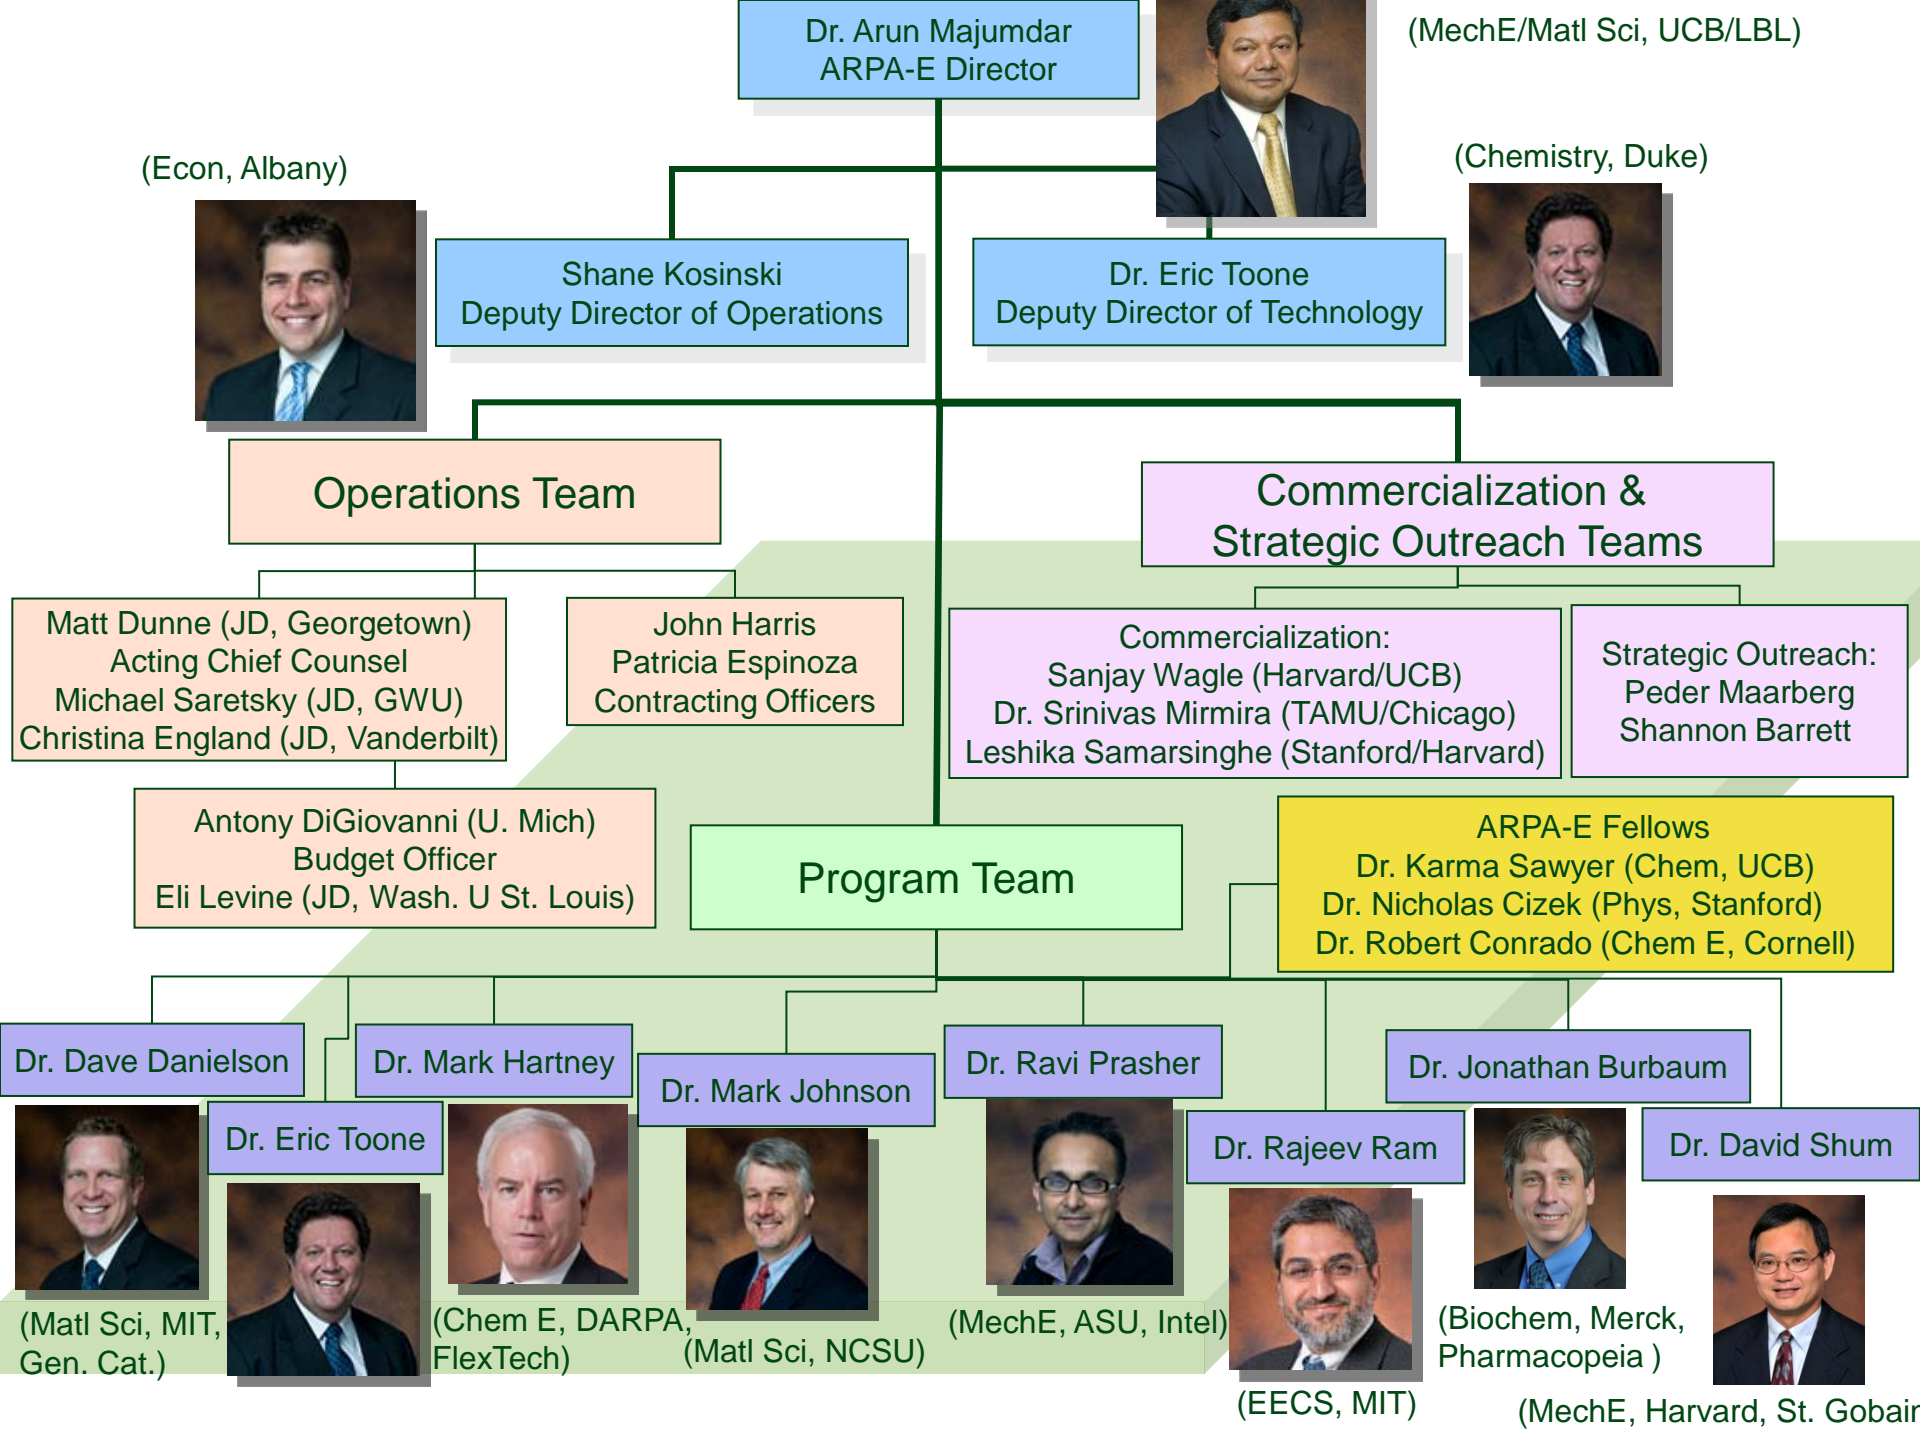 Dr. Arun Majumdar
ARPA-E Director
(MechE/Matl Sci, UCB/LBL)
(Econ, Albany)
(Chemistry, Duke)
Shane Kosinski
Deputy Director of Operations
Dr. Eric Toone
Deputy Director of Technology
Operations Team
Commercialization &
Strategic Outreach Teams
Matt Dunne (JD, Georgetown)
Acting Chief Counsel
Michael Saretsky (JD, GWU)
Christina England (JD, Vanderbilt)
John Harris
Patricia Espinoza
Contracting Officers
Commercialization:
Sanjay Wagle (Harvard/UCB)
Dr. Srinivas Mirmira (TAMU/Chicago)
Leshika Samarsinghe (Stanford/Harvard)
Strategic Outreach:
Peder Maarberg
Shannon Barrett
Antony DiGiovanni (U. Mich)
Budget Officer
Eli Levine (JD, Wash. U St. Louis)
Program Team
ARPA-E Fellows
Dr. Karma Sawyer (Chem, UCB)
Dr. Nicholas Cizek (Phys, Stanford)
Dr. Robert Conrado (Chem E, Cornell)
Dr. Dave Danielson
Dr. Eric Toone
Dr. Mark Hartney
Dr. Mark Johnson
Dr. Ravi Prasher
Dr. Rajeev Ram
Dr. Jonathan Burbaum
Dr. David Shum
(Matl Sci, MIT,
Gen. Cat.)
(Chem E, DARPA,
FlexTech)
(Matl Sci, NCSU)
(MechE, ASU, Intel)
(EECS, MIT)
(Biochem, Merck,
Pharmacopeia )
(MechE, Harvard, St. Gobain